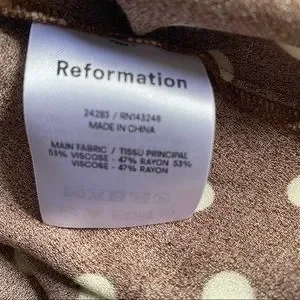 Reformation
24283 / RN143248
MADE IN CHINA
MAIN FABRIC / TISSU PRINCIPAL
53% VISCOSE - 47% RAYON 53%
VISCOSE - 47% RAYON